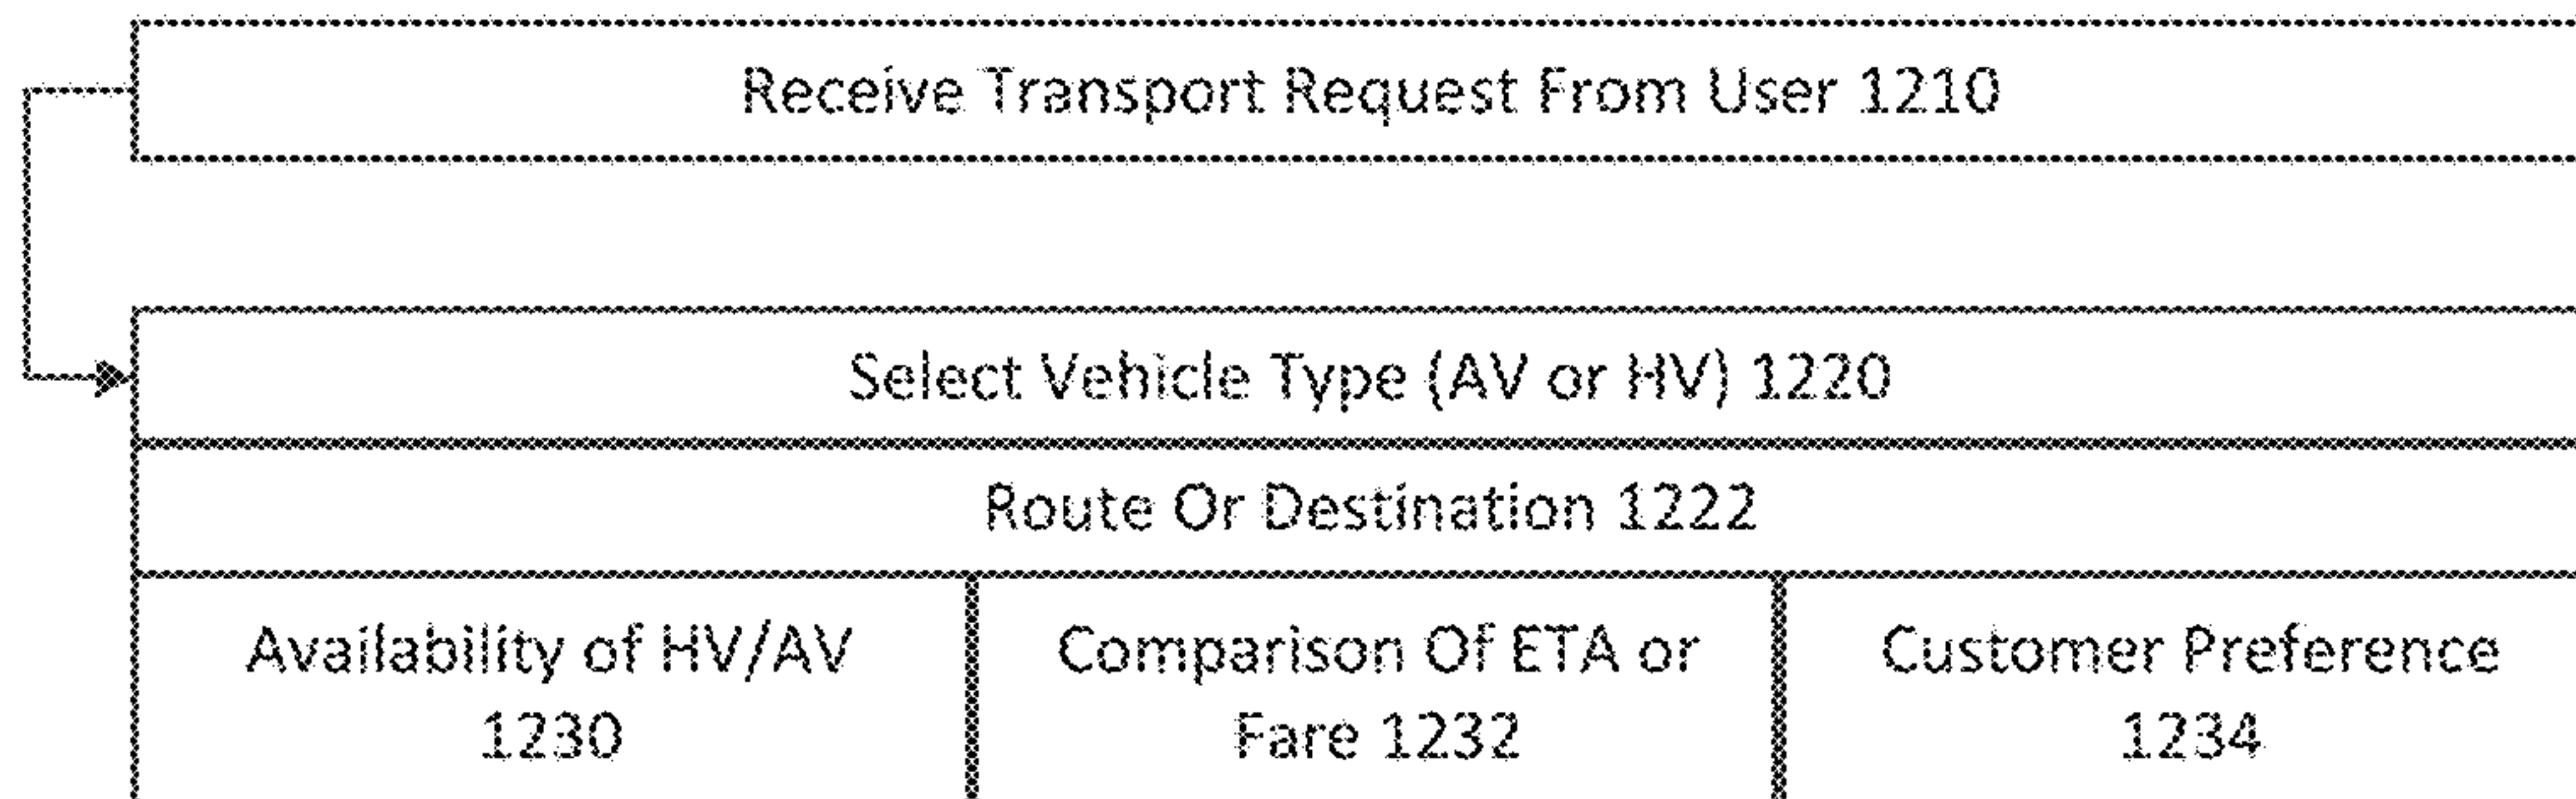 Receive Transport Request From User 1210
Select Vehicle Type (AV or HV) 1220
Route Or Destination 1222
Availability of HV/AV
1230
Comparison Of ETA or
Fare 1232
Customer Preference
1234